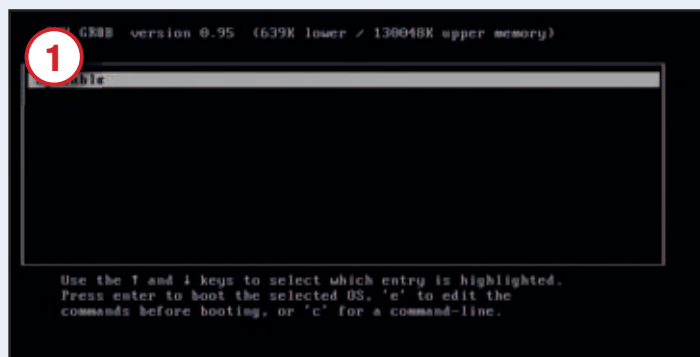 1
GRUB version 0.95 (639K lower / 130048K upper memory)
Use the ↑ and ↓ keys to select which entry is highlighted.
Press enter to boot the selected OS, 'e' to edit the
commands before booting, or 'c' for a command-line.